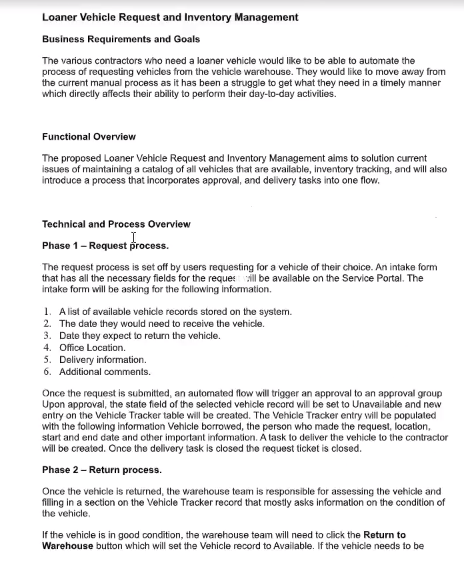 Loaner Vehicle Request and Inventory Management
Business Requirements and Goals
The various contractors who need a loaner vehicle would like to be able to automate the
process of requesting vehicles from the vehicle warehouse. They would like to move away from
the current manual process as it has been a struggle to get what they need in a timely manner
which directly affects their ability to perform their day-to-day activities.
Functional Overview
The proposed Loaner Vehicle Request and Inventory Management aims to solution current
issues of maintaining a catalog of all vehicles that are available, inventory tracking, and will also
introduce a process that incorporates approval, and delivery tasks into one flow.
Technical and Process Overview
Phase 1 – Request process.
The request process is set off by users requesting for a vehicle of their choice. An intake form
that has all the necessary fields for the be available on the Service Portal. The
intake form will be asking for the following information.
1. A list of available vehicle records stored on the system.
2. The date they would need to receive the vehicle.
3. Date they expect to return the vehicle.
4. Office Location.
5. Delivery information.
6. Additional comments.
Once the request is submitted, an automated flow will trigger an approval to an approval group
Upon approval, the state field of the selected vehicle record will be set to Unavailable and new
entry on the Vehicle Tracker table will be created. The Vehicle Tracker entry will be populated
with the following information Vehicle borrowed, the person who made the request, location,
start and end date and other important information. A task to deliver the vehicle to the contractor
will be created. Once the delivery task is closed the request ticket is closed.
Phase 2 – Return process.
Once the vehicle is returned, the warehouse team is responsible for assessing the vehicle and
filling in a section on the Vehicle Tracker record that mostly asks information on the condition of
the vehicle.
If the vehicle is in good condition, the warehouse team will need to click the Return to
Warehouse button which will set the Vehicle record to Available. If the vehicle needs to be